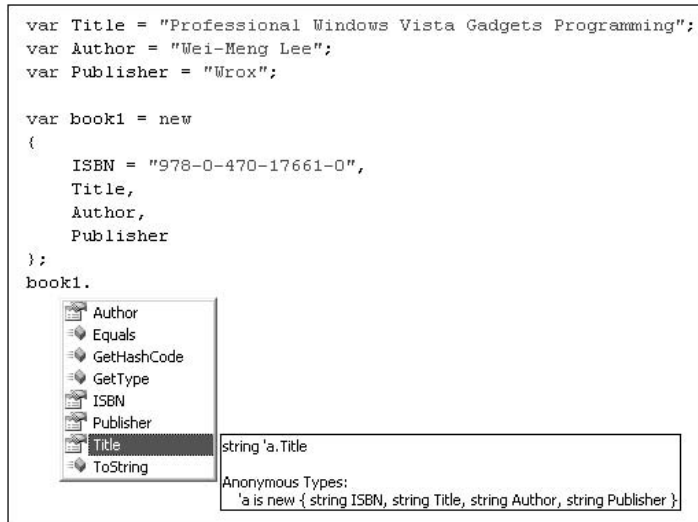 var Title = "Professional Windows Vista Gadgets Programming";
var Author = "Wei-Meng Lee";
var Publisher = "Wrox";
var book1 = new
{
ISBN = "978-0-470-17661-0",
Title,
Author,
Publisher
};
book1.
Author
Equals
GetHashCode
GetType
ISBN
Publisher
Title
ToString
string 'a.Title
Anonymous Types:
'a is new { string ISBN, string Title, string Author, string Publisher }